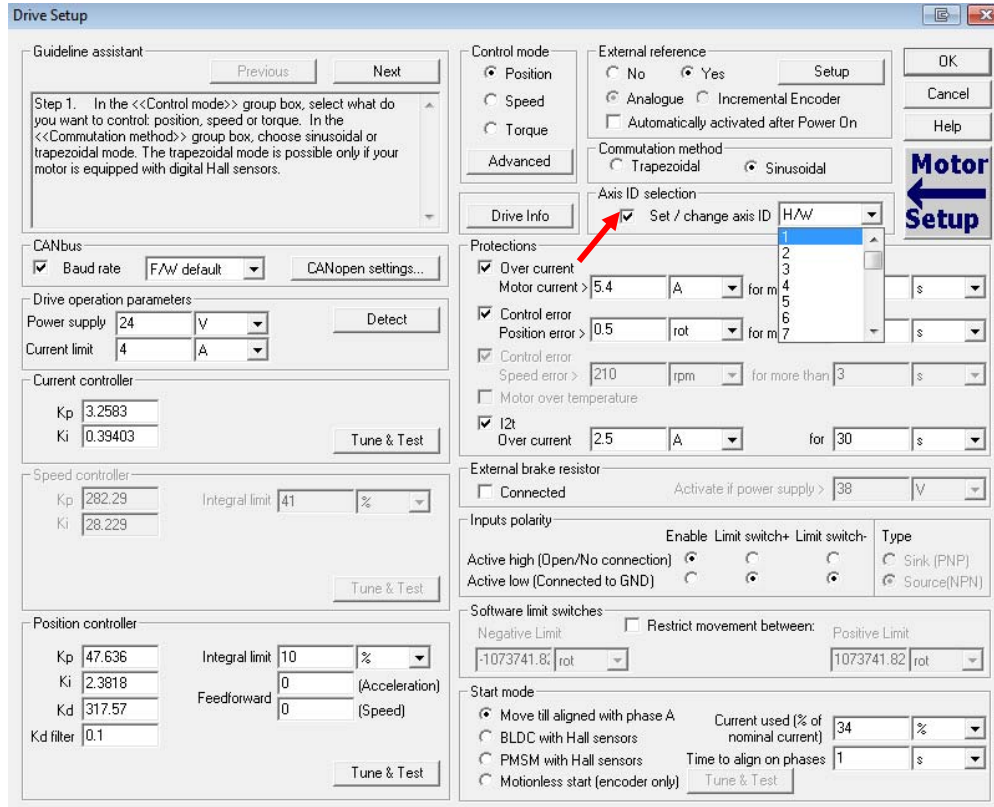 Drive Setup
Guideline assistant
Previous
Next
Step 1. In the <<Control mode>> group box, select what do
you want to control: position, speed or torque. In the
<<Commutation method>> group box, choose sinusoidal or
trapezoidal mode. The trapezoidal mode is possible only if your
motor is equipped with digital Hall sensors.
CANbus
Baud rate F/W default CANopen settings...
Drive operation parameters
Power supply 24 V Detect
Current limit 4 A
Current controller
Kp 3.2583
Ki 0.39403
Tune & Test
Speed controller
Kp 282.29 Integral limit 41 %
Ki 28.229
Tune & Test
Position controller
Kp 47.636 Integral limit 10 %
Ki 2.3818 0 (Acceleration)
Feedforward
Kd 317.57 0 (Speed)
Kd filter 0.1
Tune & Test
Control mode
Position
Speed
Torque
Advanced
Drive Info
External reference
No Yes Setup
Analogue Incremental Encoder
Automatically activated after Power On
Commutation method
Trapezoidal Sinusoidal
Axis ID selection
Set / change axis ID H/W
1
2
3
4
5
6
7
OK
Cancel
Help
Motor
Setup
Protections
Over current
Motor current > 5.4 A for m s
Control error
Position error > 0.5 rot for m s
Control error
Speed error > 210 rpm for more than 3 s
Motor over temperature
I2t
Over current 2.5 A for 30 s
External brake resistor
Connected Activate if power supply > 38 V
Inputs polarity
Enable Limit switch+ Limit switch- Type
Active high (Open/No connection) Sink (PNP)
Active low (Connected to GND) Source(NPN)
Software limit switches
Negative Limit Restrict movement between: Positive Limit
-1073741.82 rot 1073741.82 rot
Start mode
Move till aligned with phase A
BLDC with Hall sensors
PMSM with Hall sensors
Motionless start (encoder only)
Current used (% of
nominal current) 34 %
Time to align on phases 1 s
Tune & Test